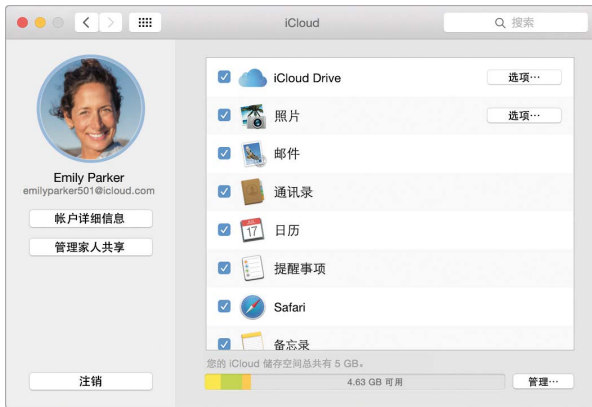 iCloud
搜索
Emily Parker
emilyparker501@icloud.com
帐户详细信息
管理家人共享
注销
iCloud Drive
选项…
照片
选项…
邮件
通讯录
17
日历
提醒事项
Safari
备忘录
您的 iCloud 储存空间总共有 5 GB。
4.63 GB 可用
管理…